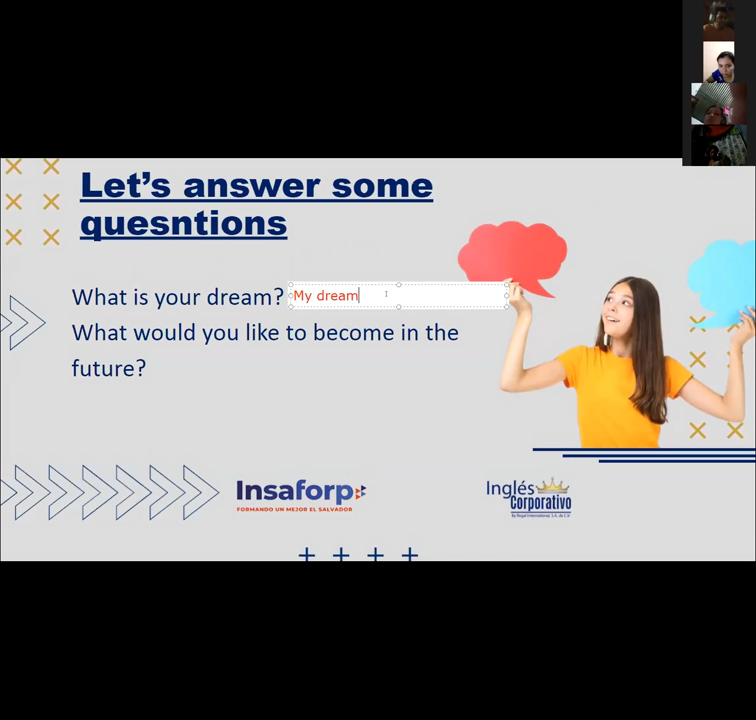 Let's answer some
quesntions
What is your dream? My dream
What would you like to become in the
future?
Insaforp
FORMANDO UN MEJOR EL SALVADOR
Inglés
Corporativo
By Regal International, S.A. de C.V